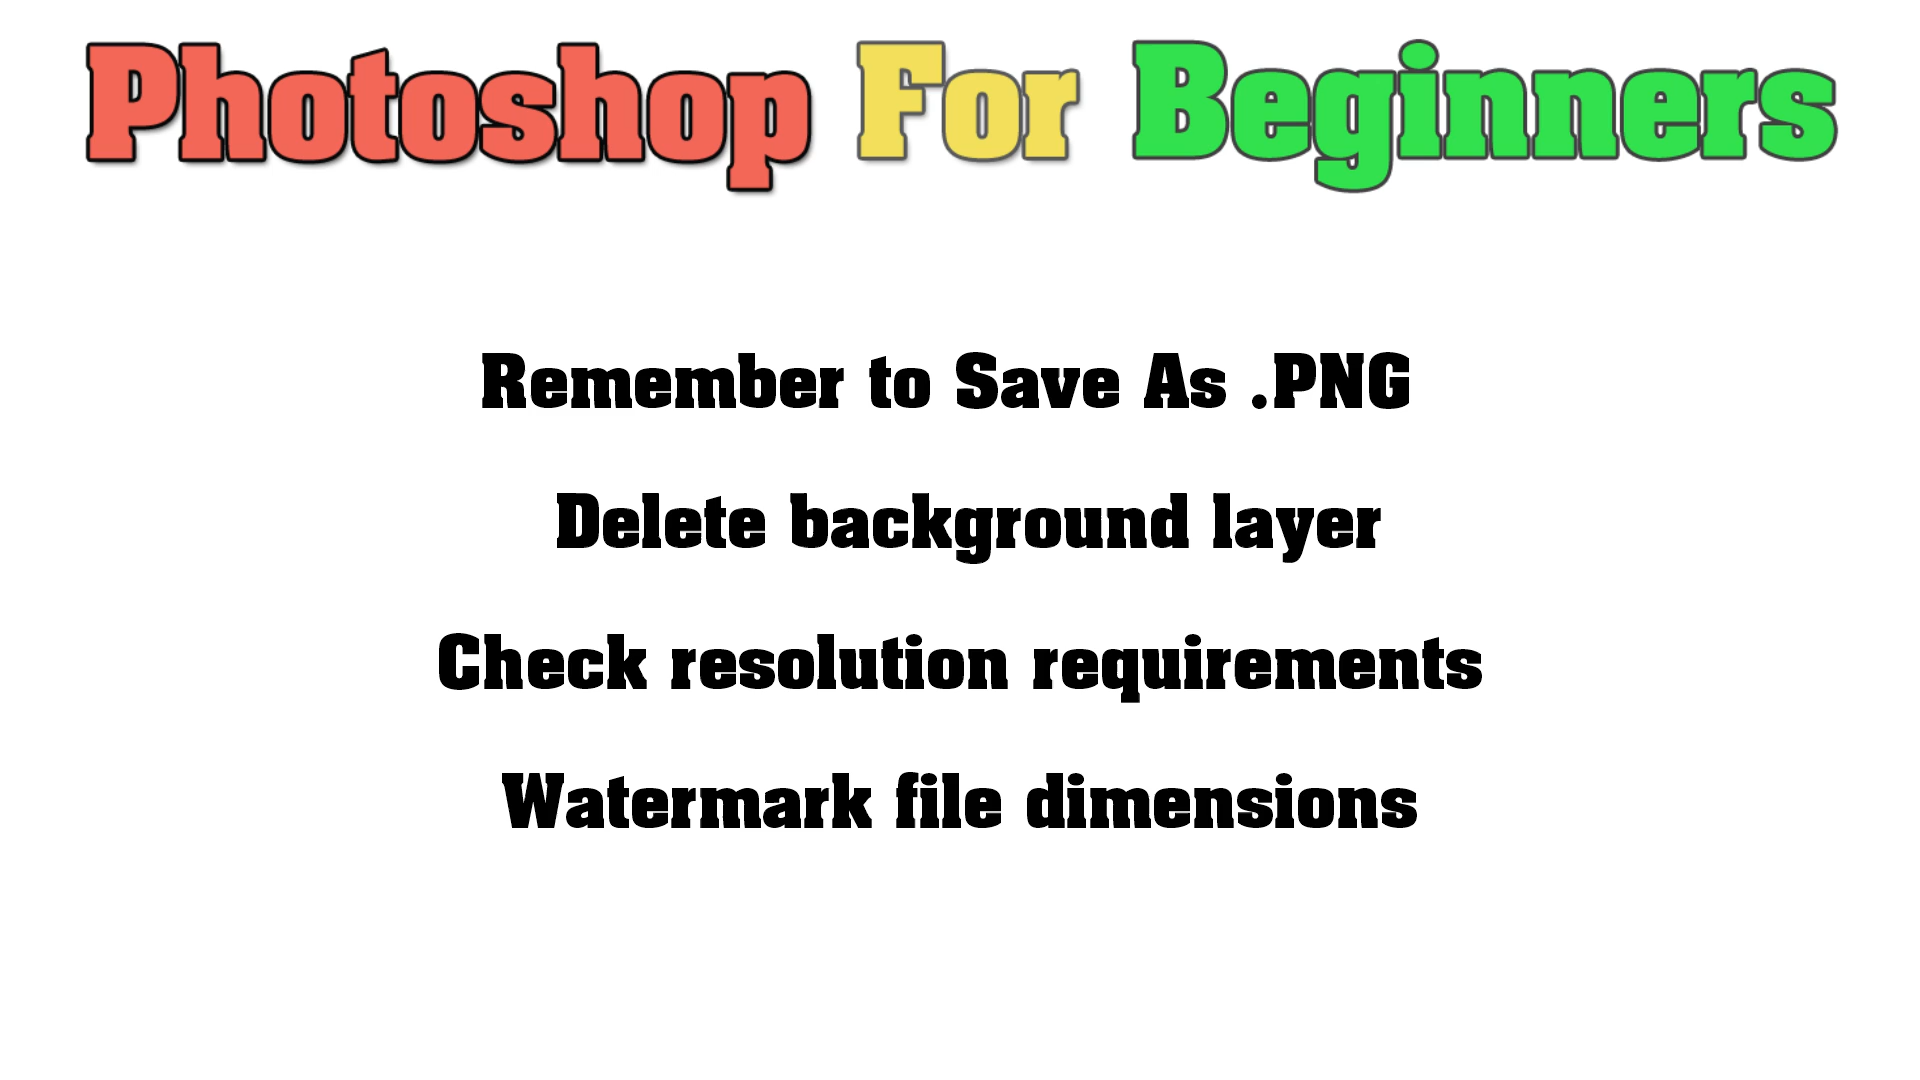 Photoshop For Beginners
Remember to Save As .PNG
Delete background layer
Check resolution requirements
Watermark file dimensions